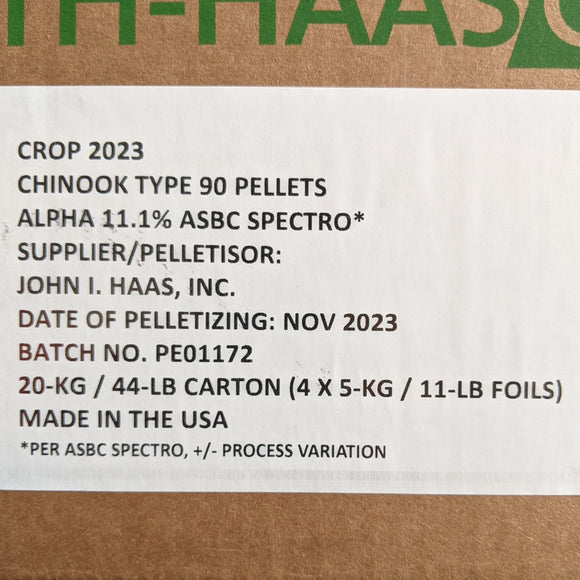 TH-HAAS
CROP 2023
CHINOOK TYPE 90 PELLETS
ALPHA 11.1% ASBC SPECTRO*
SUPPLIER/PELLETISOR:
JOHN I. HAAS, INC.
DATE OF PELLETIZING: NOV 2023
BATCH NO. PE01172
20-KG / 44-LB CARTON (4 X 5-KG / 11-LB FOILS)
MADE IN THE USA
*PER ASBC SPECTRO, +/- PROCESS VARIATION